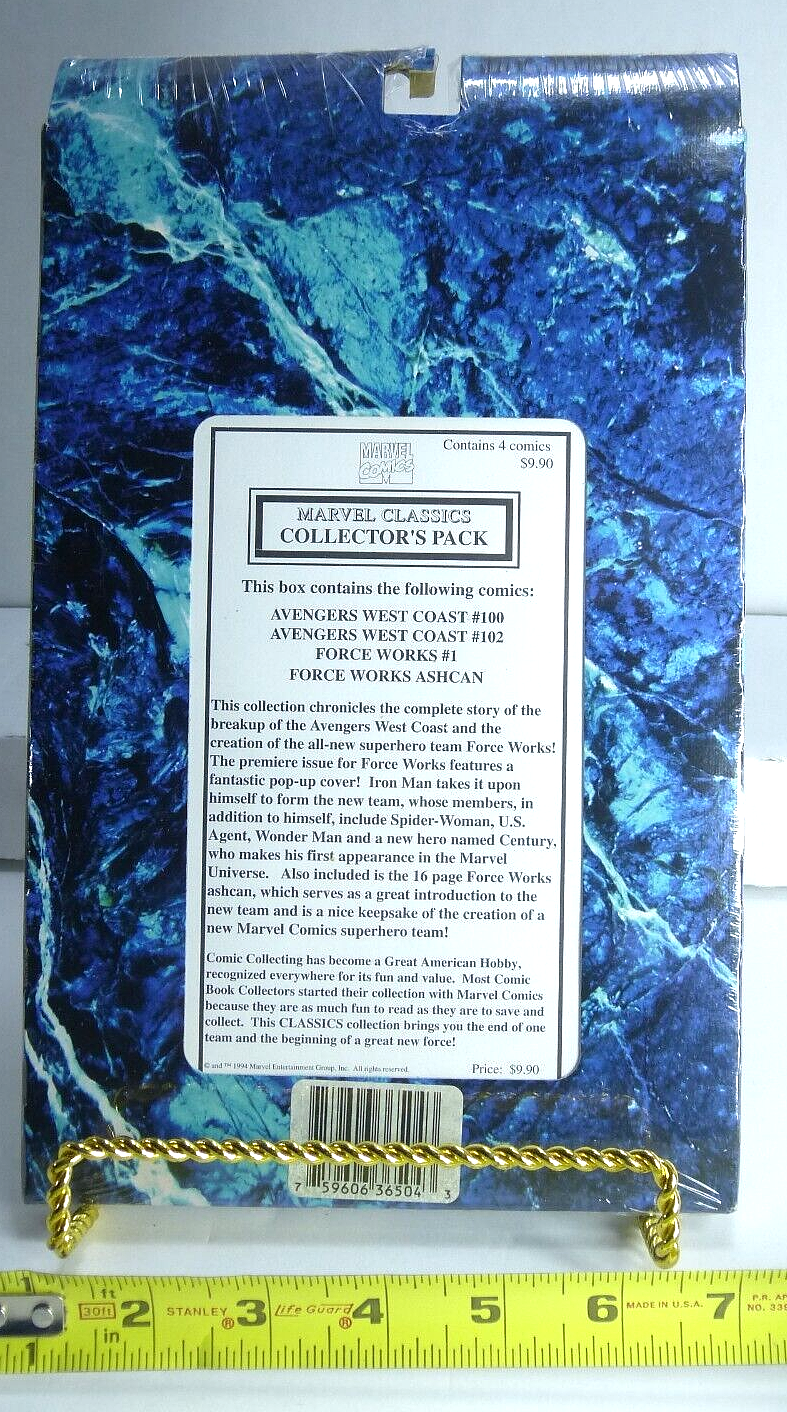 MARVEL
COMICS
M
Contains 4 comics
$9.90
MARVEL CLASSICS
COLLECTOR'S PACK
This box contains the following comics:
AVENGERS WEST COAST #100
AVENGERS WEST COAST #102
FORCE WORKS #1
FORCE WORKS ASHCAN
This collection chronicles the complete story of the
breakup of the Avengers West Coast and the
creation of the all-new superhero team Force Works!
The premiere issue for Force Works features a
fantastic pop-up cover! Iron Man takes it upon
himself to form the new team, whose members, in
addition to himself, include Spider-Woman, U.S.
Agent, Wonder Man and a new hero named Century,
who makes his first appearance in the Marvel
Universe. Also included is the 16 page Force Works
ashcan, which serves as a great introduction to the
new team and is a nice keepsake of the creation of a
new Marvel Comics superhero team!
Comic Collecting has become a Great American Hobby,
recognized everywhere for its fun and value. Most Comic
Book Collectors started their collection with Marvel Comics
because they are as much fun to read as they are to save and
collect. This CLASSICS collection brings you the end of one
team and the beginning of a great new force!
© and ™ 1994 Marvel Entertainment Group, Inc. All rights reserved.
Price: $9.90
7 59606 36504 3
1 ft 30ft 2 STANLEY® 3 Life Guard® 4 5 6 MADE IN U.S.A. 7 P.R.
NO.
in
1